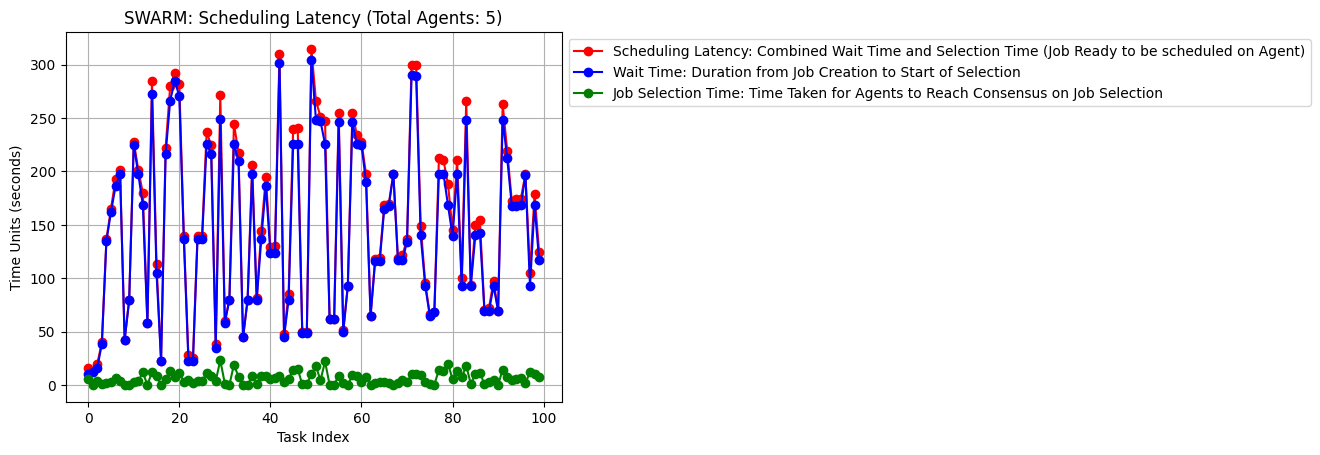 SWARM: Scheduling Latency (Total Agents: 5)
Scheduling Latency: Combined Wait Time and Selection Time (Job Ready to be scheduled on Agent)
Wait Time: Duration from Job Creation to Start of Selection
Job Selection Time: Time Taken for Agents to Reach Consensus on Job Selection
Time Units (seconds)
300
250
200
150
100
50
0
0 20 40 60 80 100
Task Index